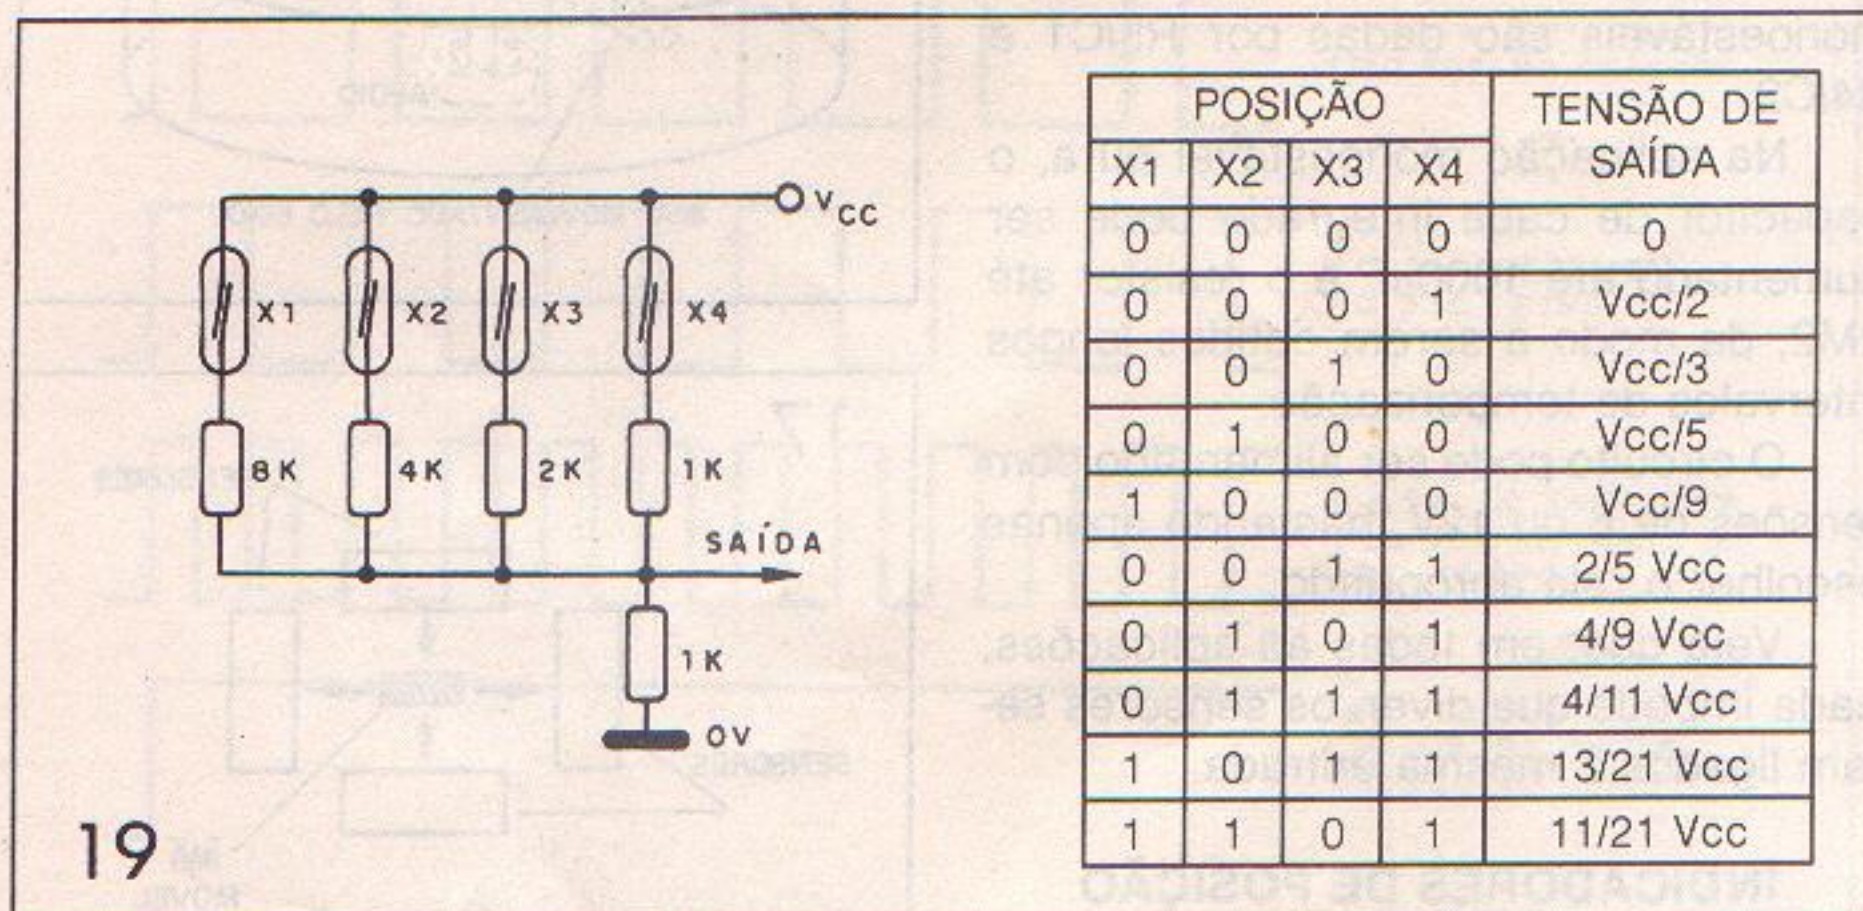 VCC
X1 X2 X3 X4
8K 4K 2K 1K
SAÍDA
1K
0V
19
POSIÇÃO TENSÃO DE SAÍDA
X1 X2 X3 X4
0 0 0 0 0
0 0 0 1 Vcc/2
0 0 1 0 Vcc/3
0 1 0 0 Vcc/5
1 0 0 0 Vcc/9
0 0 1 1 2/5 Vcc
0 1 0 1 4/9 Vcc
0 1 1 1 4/11 Vcc
1 0 1 1 13/21 Vcc
1 1 0 1 11/21 Vcc